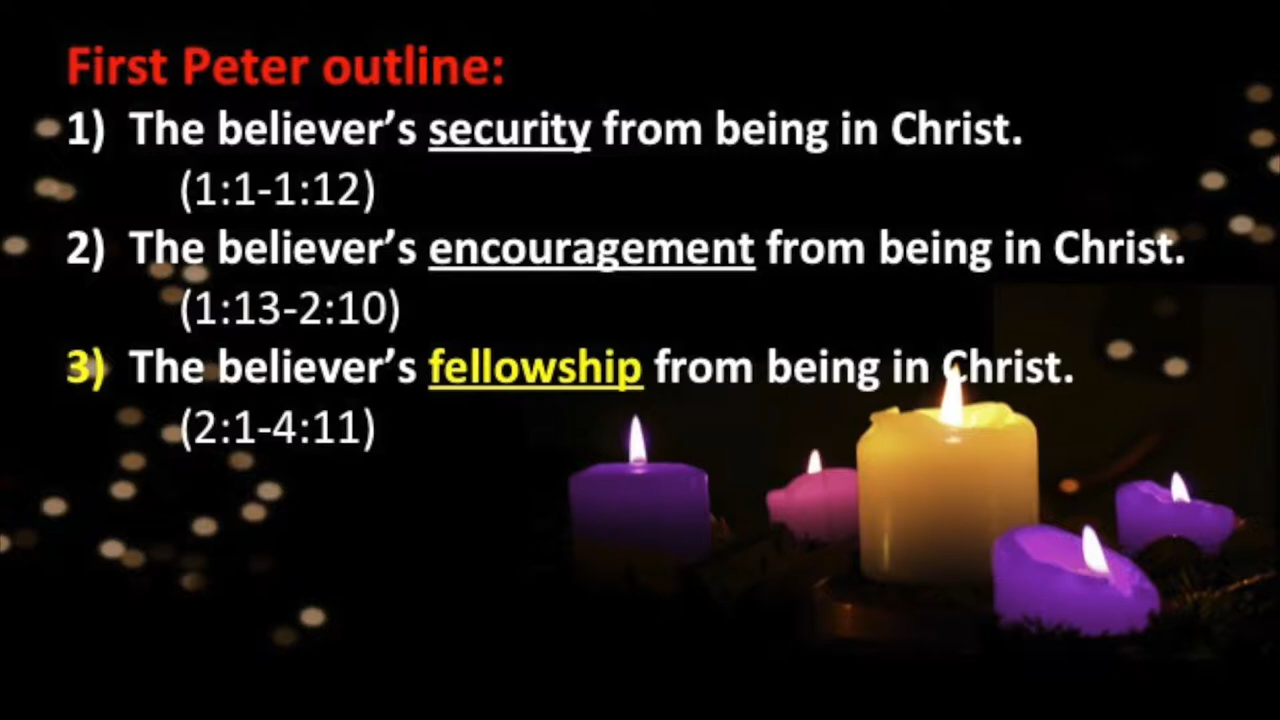 First Peter outline:
1) The believer’s security from being in Christ.
(1:1-1:12)
2) The believer’s encouragement from being in Christ.
(1:13-2:10)
3) The believer’s fellowship from being in Christ.
(2:1-4:11)